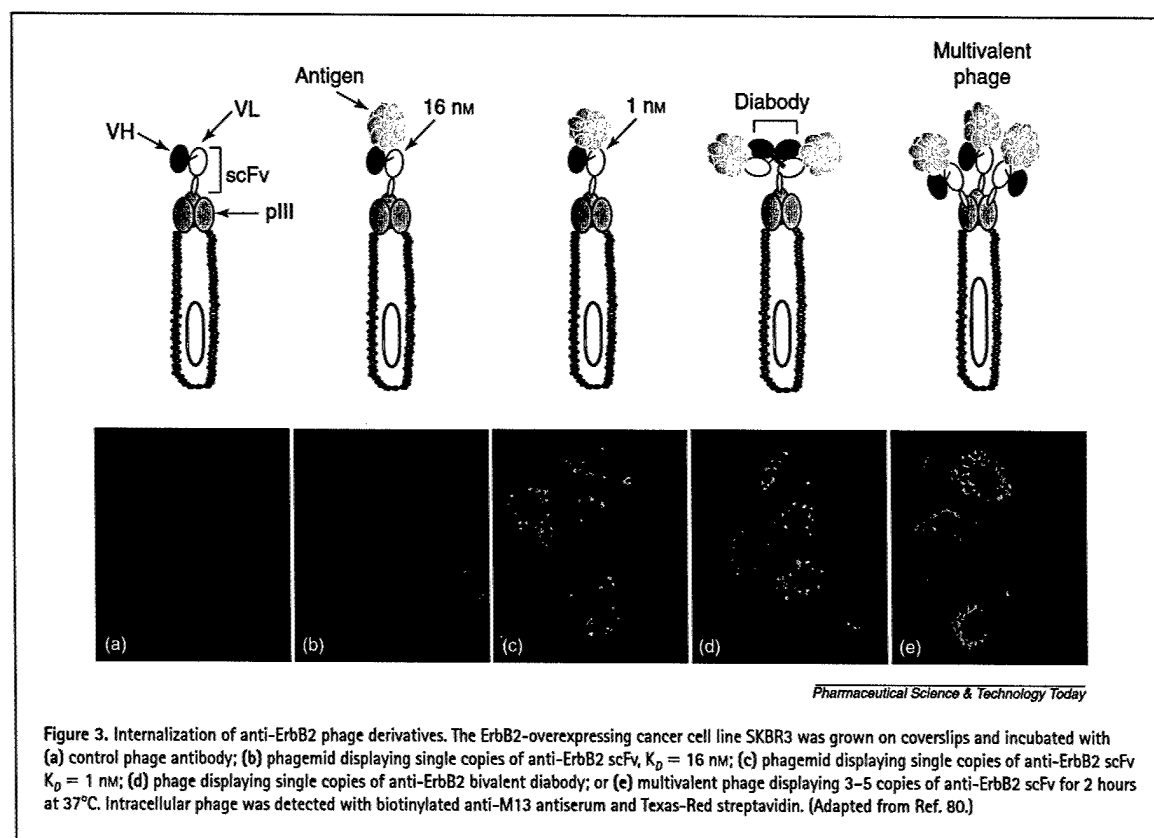 Multivalent
phage
Antigen
16 nM
1 nM
Diabody
VL
VH
scFv
pIII
(a)
(b)
(c)
(d)
(e)
Pharmaceutical Science & Technology Today
Figure 3. Internalization of anti-ErbB2 phage derivatives. The ErbB2-overexpressing cancer cell line SKBR3 was grown on coverslips and incubated with
(a) control phage antibody; (b) phagemid displaying single copies of anti-ErbB2 scFv, K_D = 16 nM; (c) phagemid displaying single copies of anti-ErbB2 scFv
K_D = 1 nM; (d) phage displaying single copies of anti-ErbB2 bivalent diabody; or (e) multivalent phage displaying 3–5 copies of anti-ErbB2 scFv for 2 hours
at 37°C. Intracellular phage was detected with biotinylated anti-M13 antiserum and Texas-Red streptavidin. (Adapted from Ref. 80.)